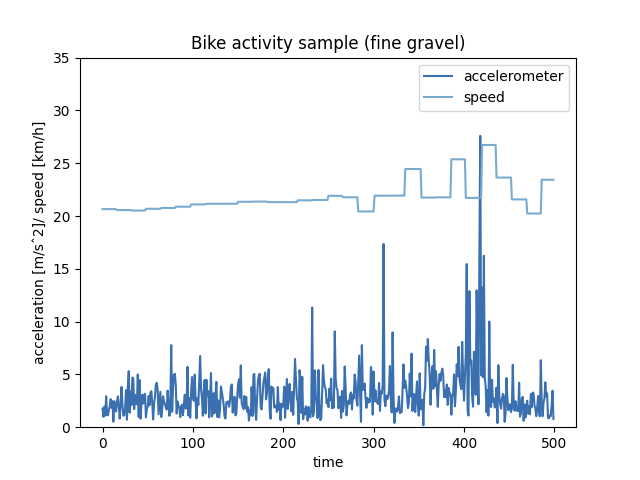 Bike activity sample (fine gravel)
accelerometer
speed
35
30
25
20
15
10
5
0
acceleration [m/s^2]/ speed [km/h]
0 100 200 300 400 500
time